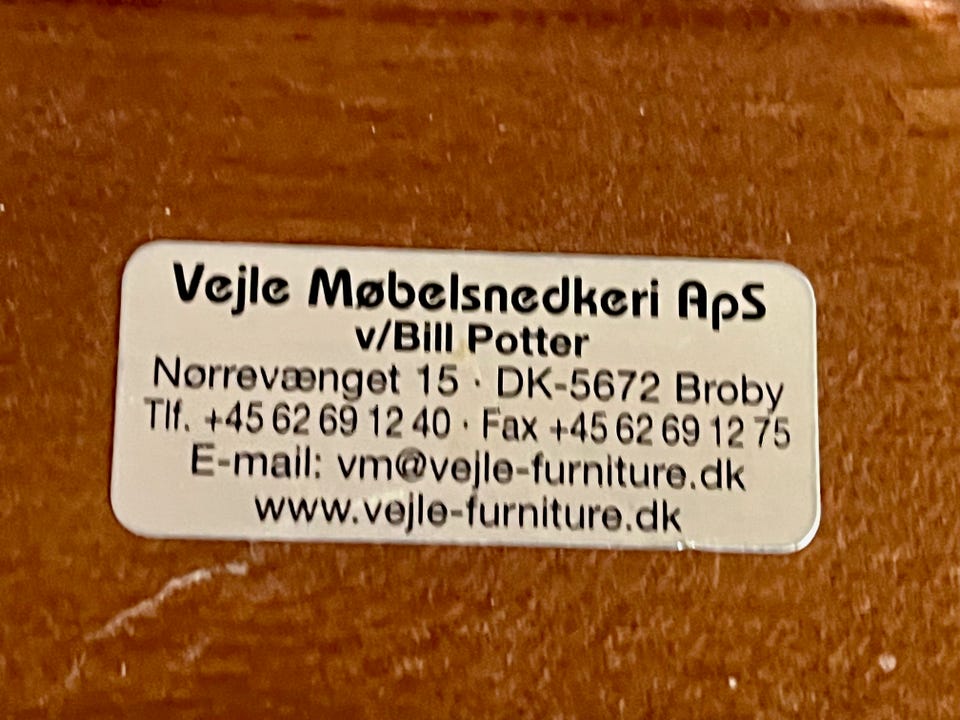 Vejle Møbelsnedkeri ApS
v/Bill Potter
Nørrevænget 15 · DK-5672 Broby
Tlf. +45 62 69 12 40 · Fax +45 62 69 12 75
E-mail: vm@vejle-furniture.dk
www.vejle-furniture.dk